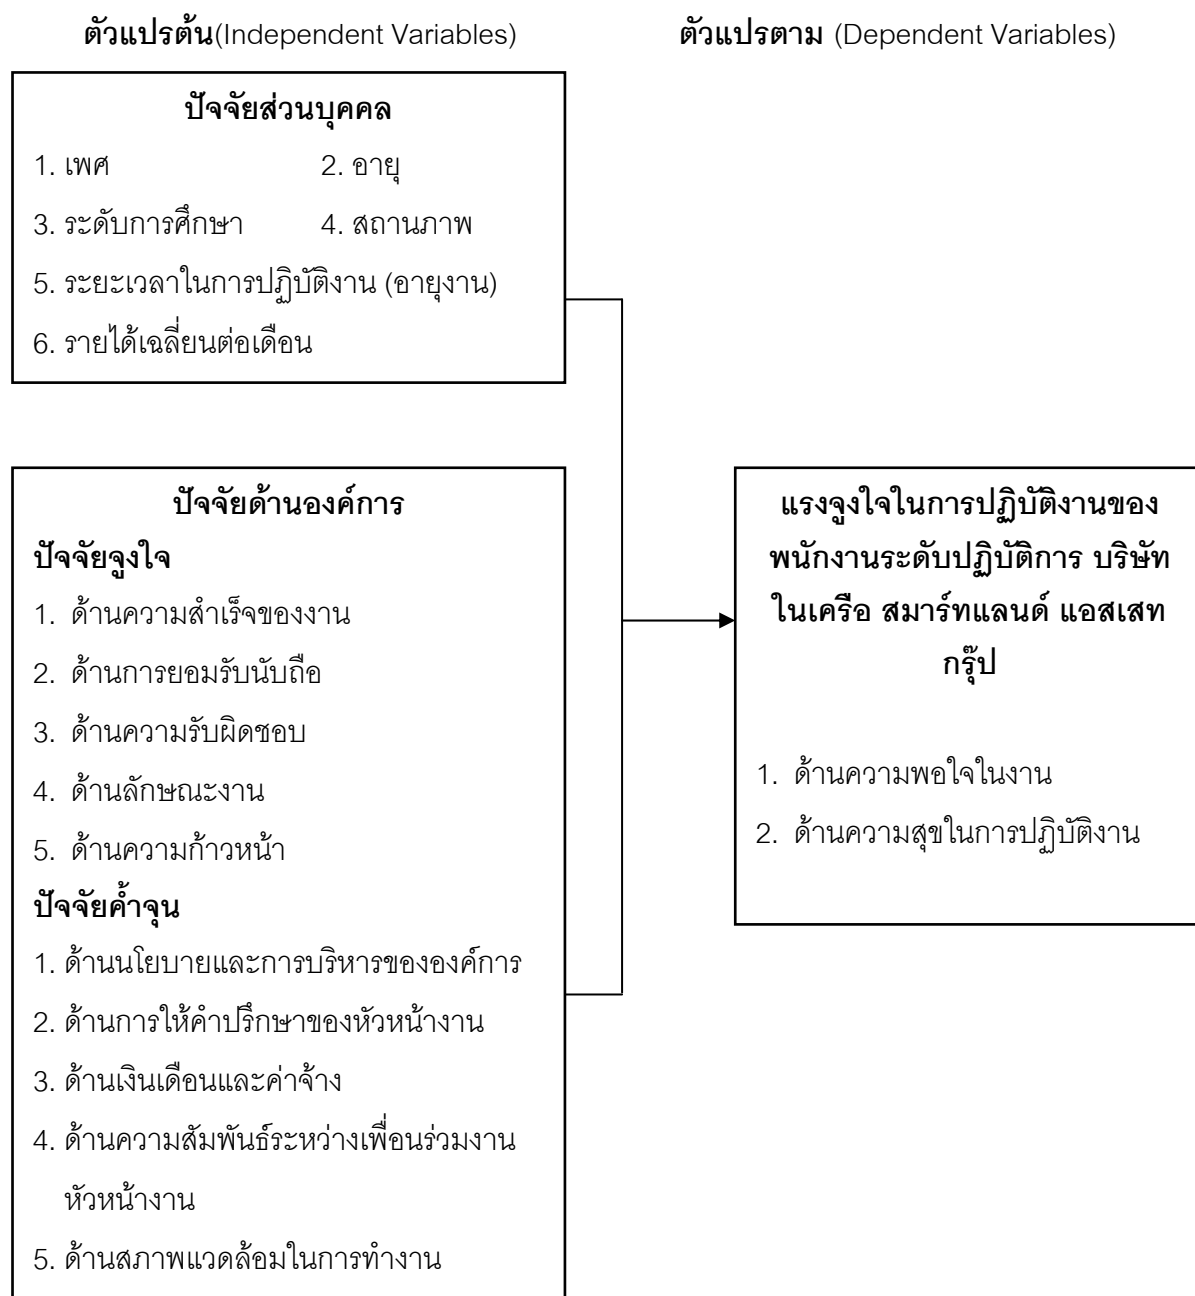 ตัวแปรต้น(Independent Variables)
ตัวแปรตาม (Dependent Variables)
ปัจจัยส่วนบุคคล
1. เพศ 2. อายุ
3. ระดับการศึกษา 4. สถานภาพ
5. ระยะเวลาในการปฏิบัติงาน (อายุงาน)
6. รายได้เฉลี่ยนต่อเดือน
ปัจจัยด้านองค์การ
ปัจจัยจูงใจ
1. ด้านความสำเร็จของงาน
2. ด้านการยอมรับนับถือ
3. ด้านความรับผิดชอบ
4. ด้านลักษณะงาน
5. ด้านความก้าวหน้า
ปัจจัยค้ำจุน
1. ด้านนโยบายและการบริหารขององค์การ
2. ด้านการให้คำปรึกษาของหัวหน้างาน
3. ด้านเงินเดือนและค่าจ้าง
4. ด้านความสัมพันธ์ระหว่างเพื่อนร่วมงาน
หัวหน้างาน
5. ด้านสภาพแวดล้อมในการทำงาน
แรงจูงใจในการปฏิบัติงานของ
พนักงานระดับปฏิบัติการ บริษัท
ในเครือ สมาร์ทแลนด์ แอสเสท
กรุ๊ป
1. ด้านความพอใจในงาน
2. ด้านความสุขในการปฏิบัติงาน